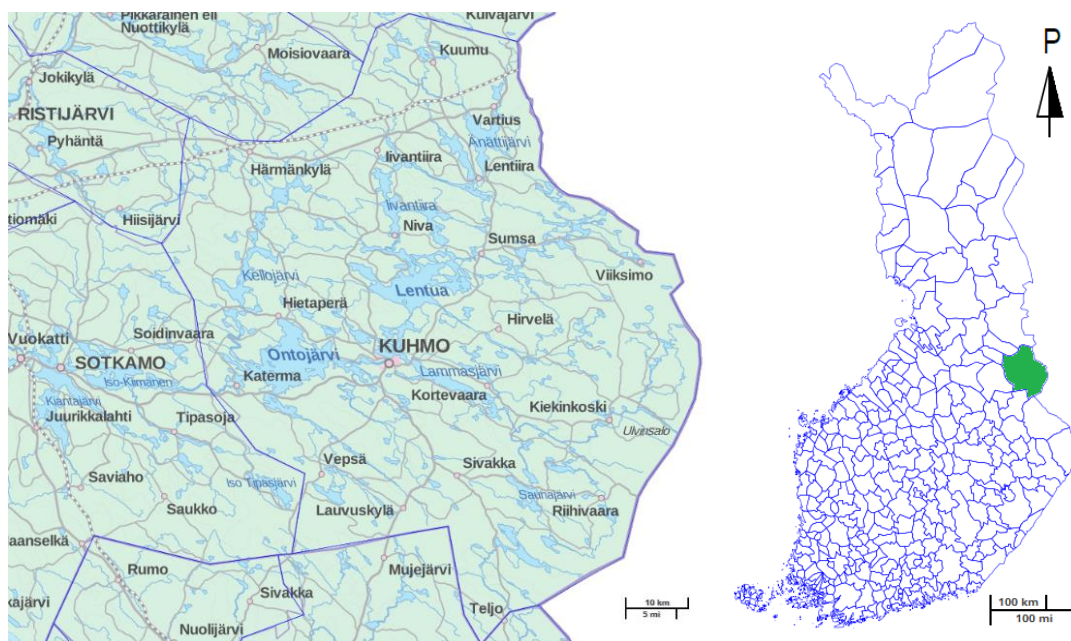 Pikkarainen eli
Nuottikylä
Kuivajärvi
Moisiovaara
Kuumu
Jokikylä
RISTIJÄRVI
Vartius
Pyhäntä
Iivantiira
Änättijärvi
Härmänkylä
Lentiira
Iivantiira
tiomäki
Hiisijärvi
Niva
Sumsa
Kellojärvi
Viiksimo
Lentua
Hietaperä
Hirvelä
Soidinvaara
Vuokatti
KUHMO
SOTKAMO
Ontojärvi
Iso-Kiimanen
Katerma
Lammasjärvi
Kiantajärvi
Juurikkalahti
Tipasoja
Kortevaara
Kiekinkoski
Ulvinsalo
Vepsä
Sivakka
Saviaho
Iso Tipasjärvi
Saunajärvi
Saukko
Lauvuskylä
Riihivaara
aanselkä
Rumo
Mujejärvi
Sivakka
kajärvi
Teljo
Nuolijärvi
10 km
5 mi
P
100 km
100 mi